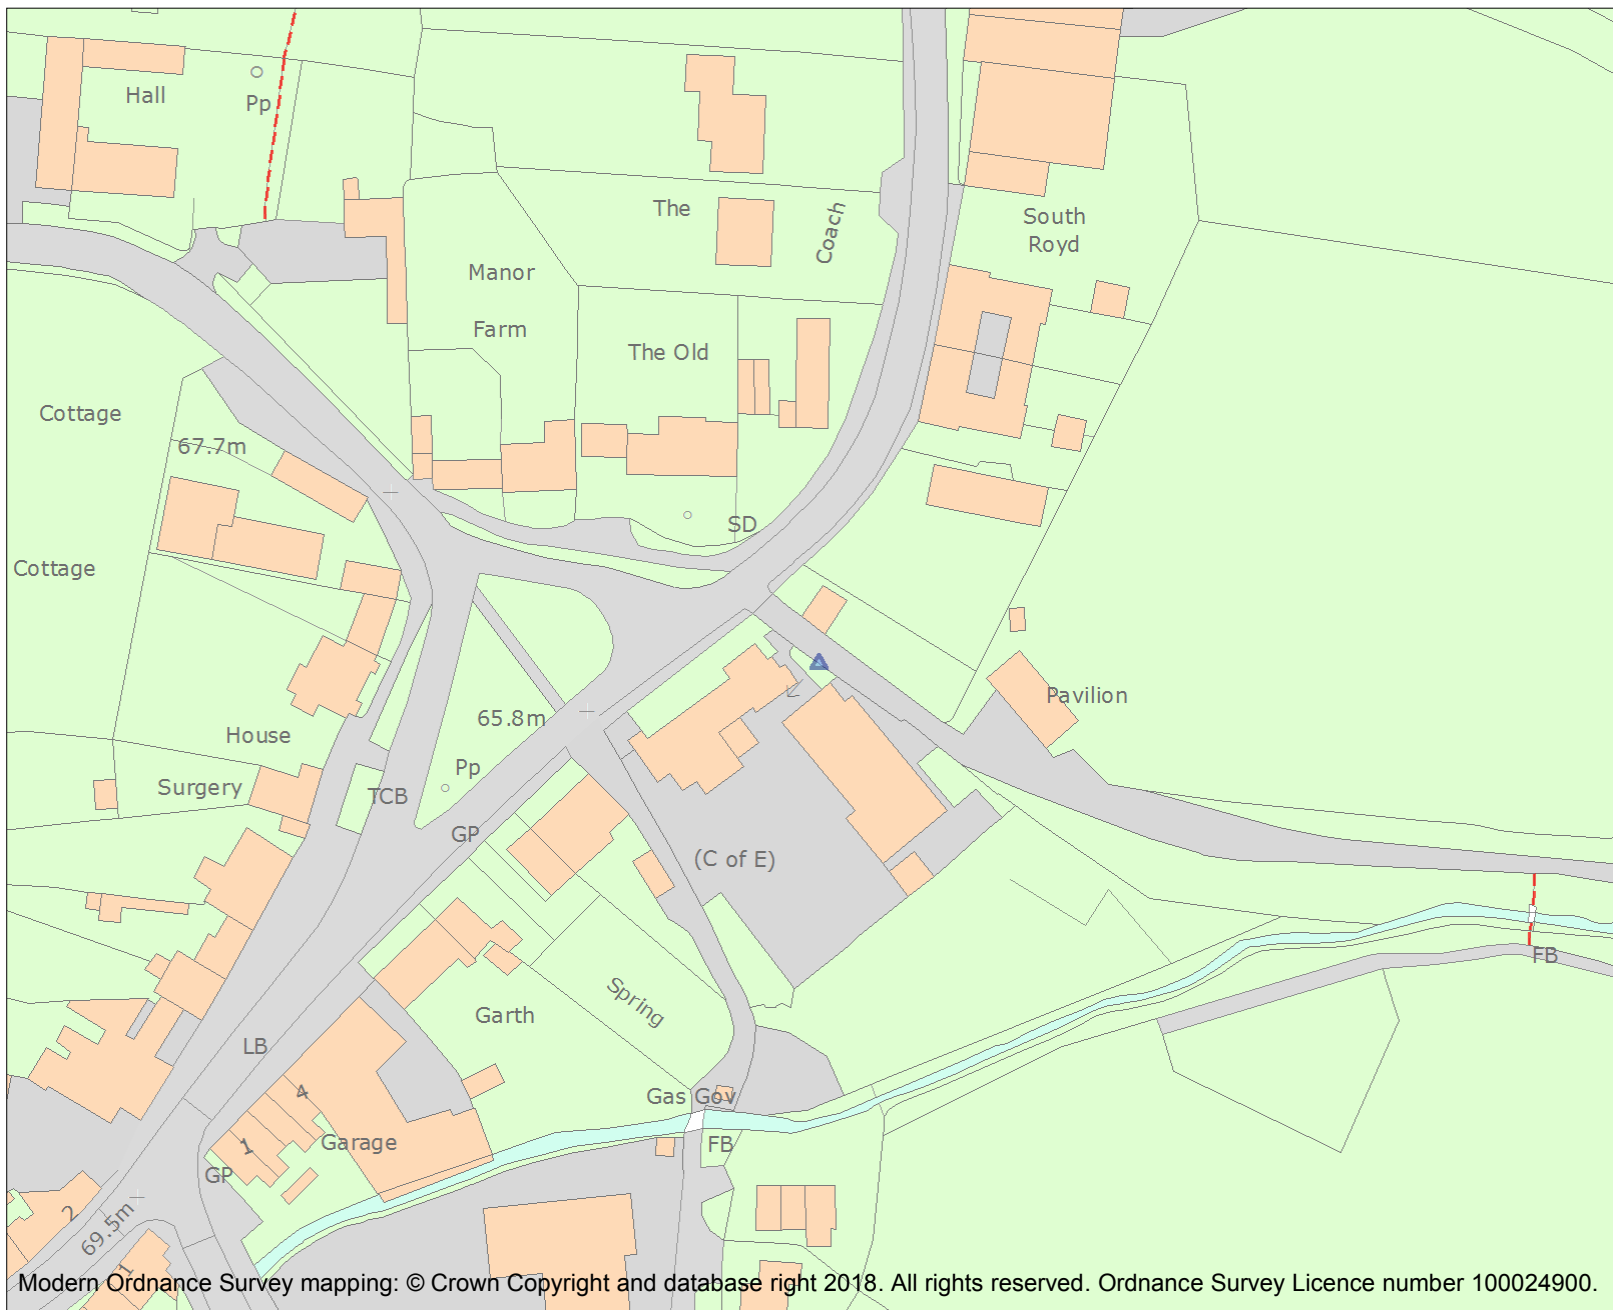 Hall
Pp
The
Coach
South
Royd
Manor
Farm
The Old
Cottage
67.7m
SD
Cottage
Pavilion
65.8m
House
Pp
Surgery
TCB
GP
(C of E)
FB
Spring
Garth
LB
4
Gas Gov
1
Garage
FB
GP
2
69.5m
1
Modern Ordnance Survey mapping: © Crown Copyright and database right 2018. All rights reserved. Ordnance Survey Licence number 100024900.